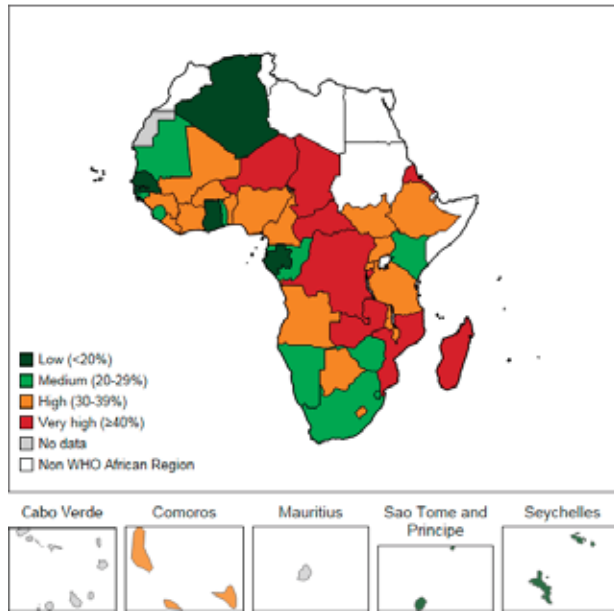 Low (<20%)
Medium (20-29%)
High (30-39%)
Very high (≥40%)
No data
Non WHO African Region
Cabo Verde
Comoros
Mauritius
Sao Tome and
Principe
Seychelles